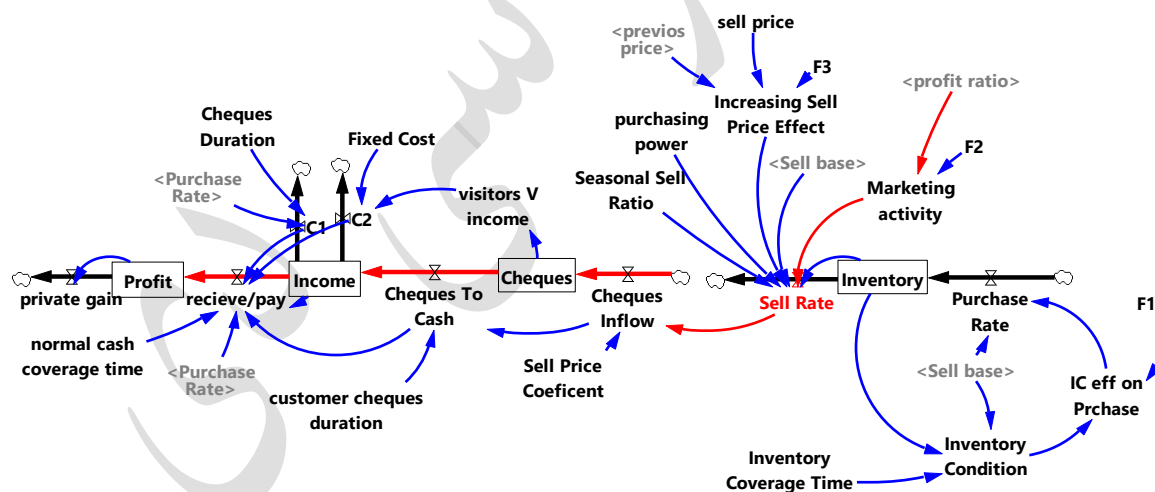 <previos
price>
sell price
F3
Increasing Sell
Price Effect
<profit ratio>
F2
Marketing
activity
purchasing
power
<Sell base>
Seasonal Sell
Ratio
Cheques
Duration
Fixed Cost
<Purchase
Rate>
visitors V
income
C1
C2
Profit
Income
Cheques
Inventory
private gain
recieve/pay
Cheques To
Cash
Cheques
Inflow
Sell Rate
Purchase
Rate
F1
normal cash
coverage time
<Purchase
Rate>
customer cheques
duration
Sell Price
Coeficent
<Sell base>
IC eff on
Prchase
Inventory
Condition
Inventory
Coverage Time